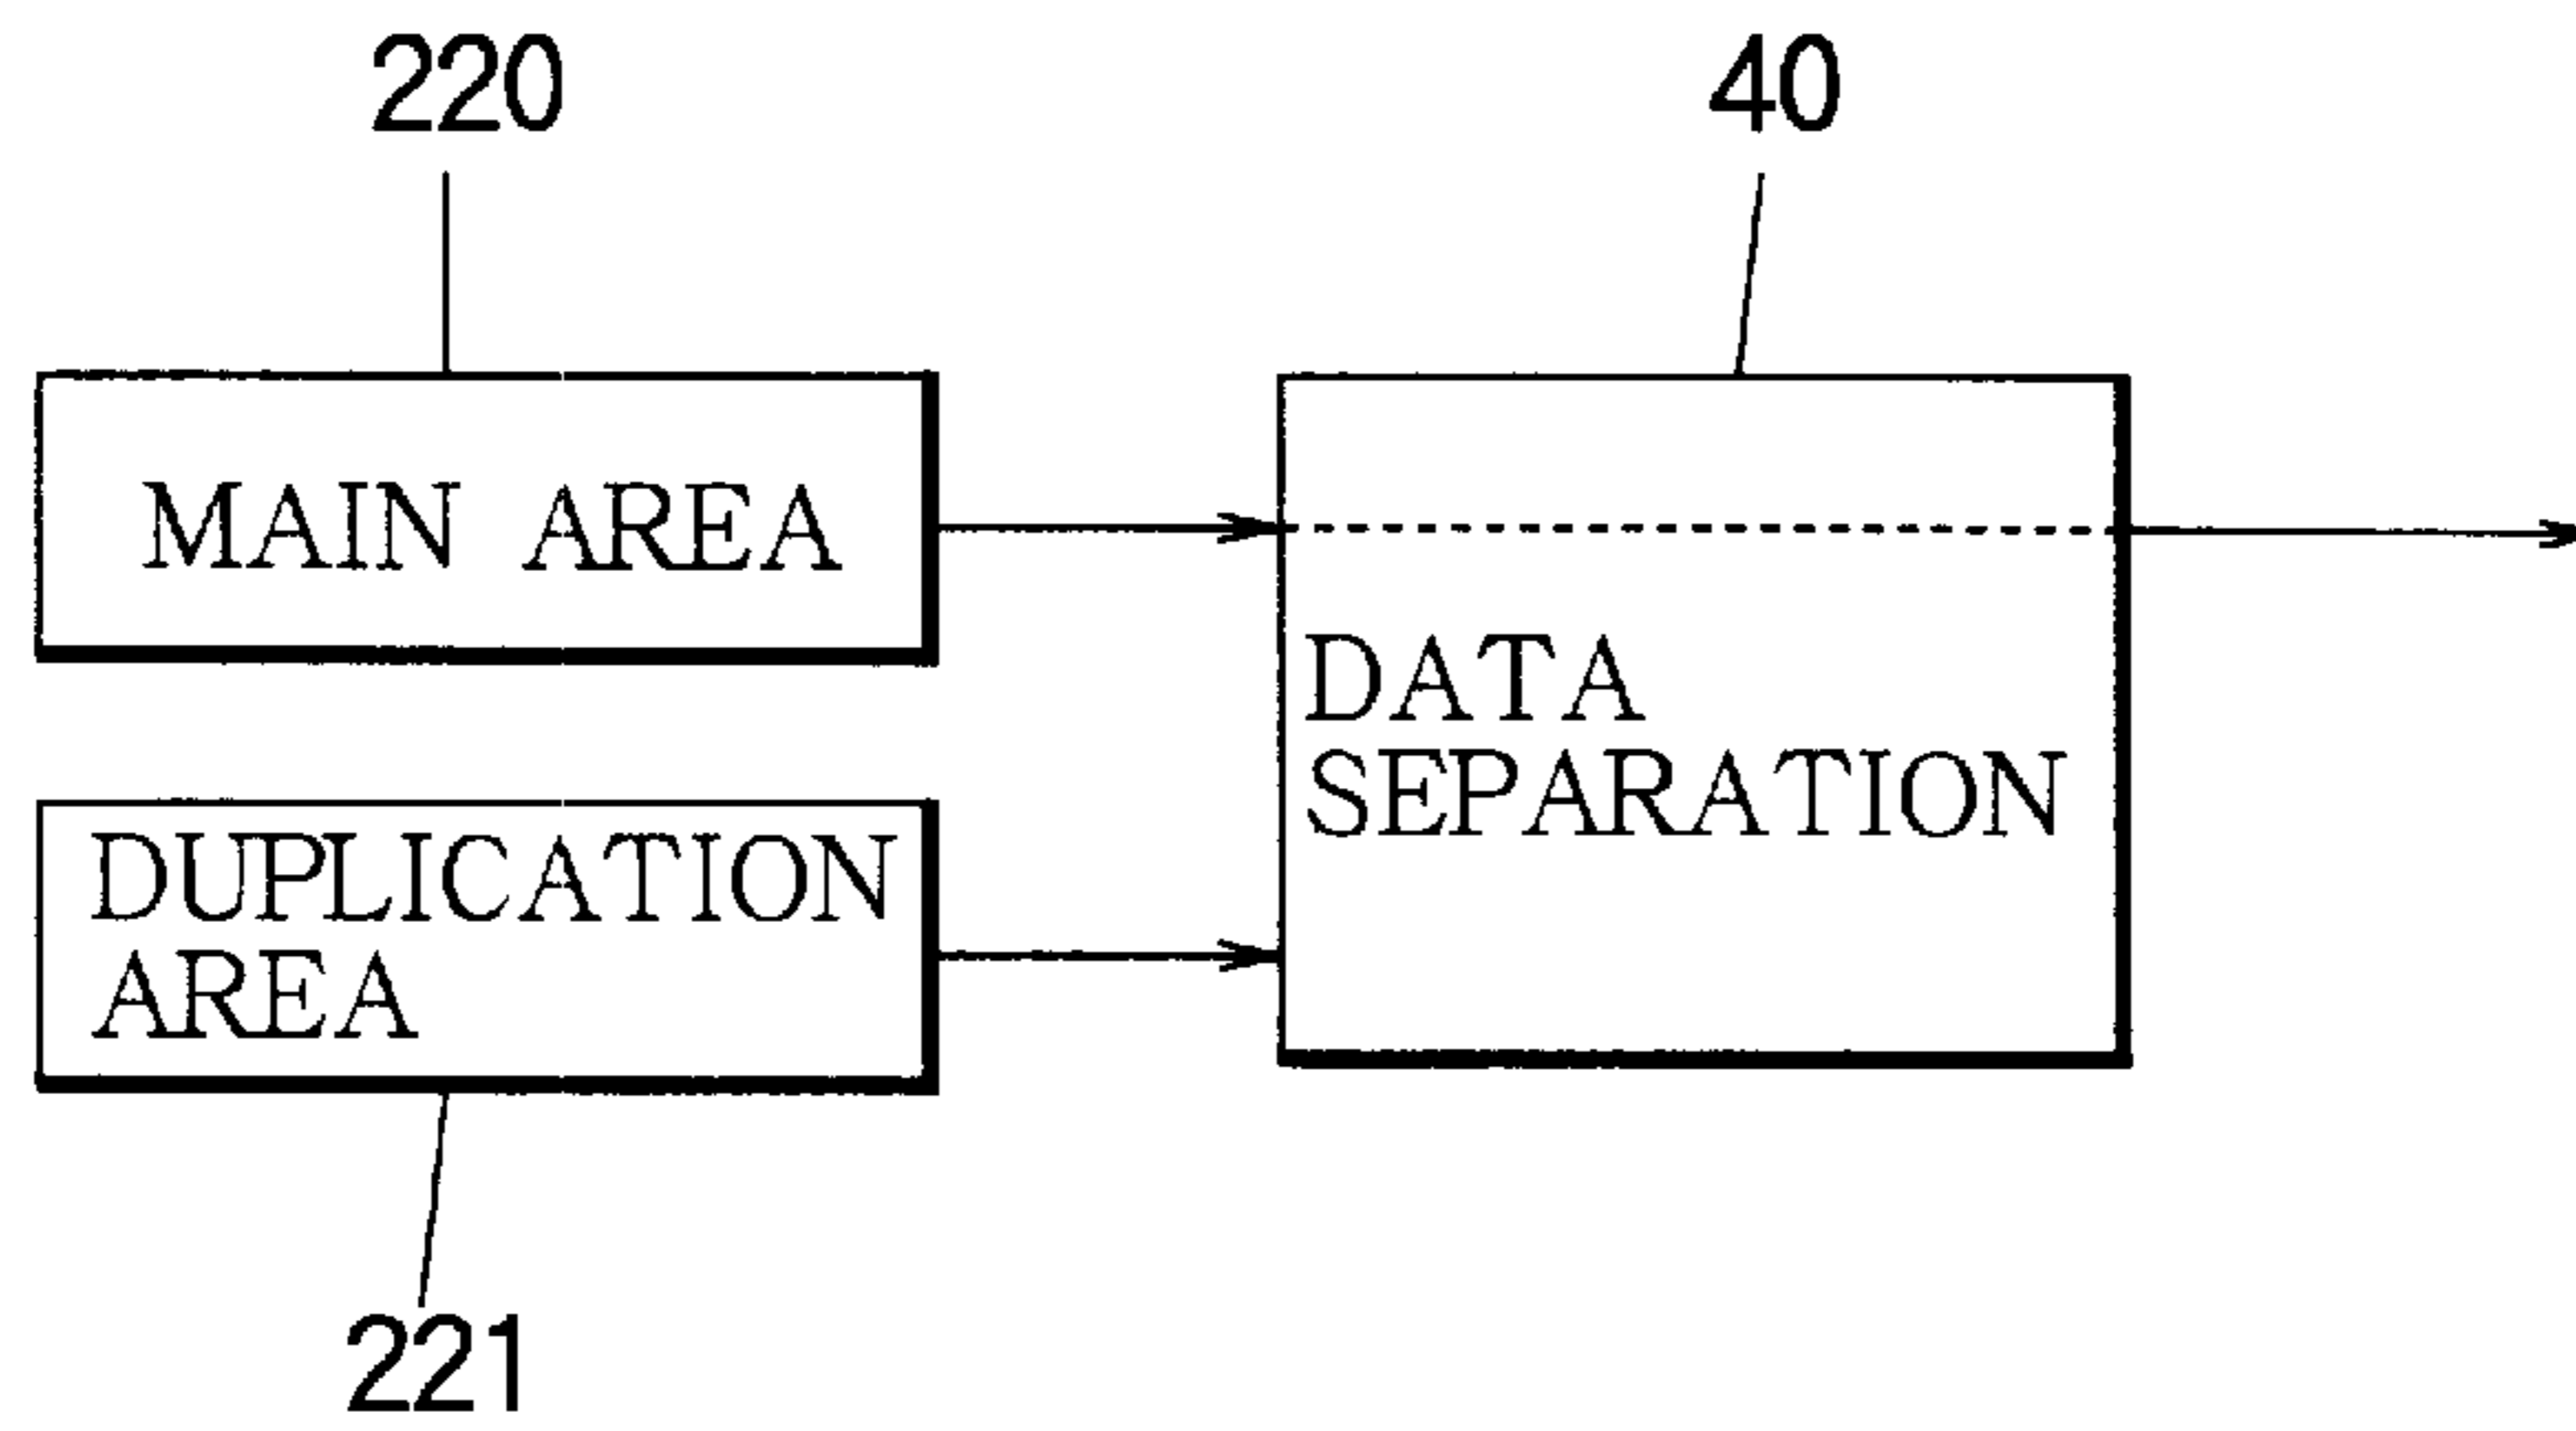 220
40
MAIN AREA
DATA
SEPARATION
DUPLICATION
AREA
221